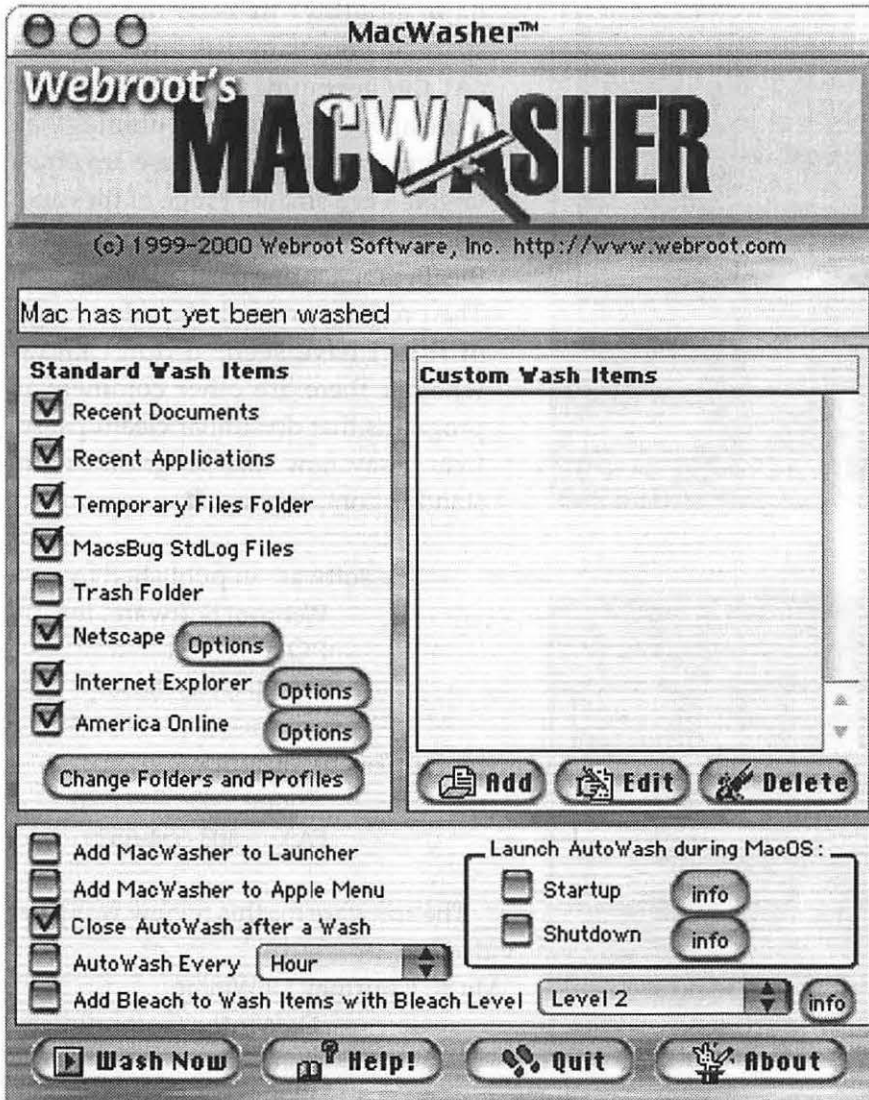 MacWasher™
Webroot's
MACWASHER
(c) 1999-2000 Webroot Software, Inc. http://www.webroot.com
Mac has not yet been washed
Standard Wash Items
Recent Documents
Recent Applications
Temporary Files Folder
MacsBug StdLog Files
Trash Folder
Netscape Options
Internet Explorer Options
America Online Options
Change Folders and Profiles
Custom Wash Items
Add Edit Delete
Add MacWasher to Launcher
Add MacWasher to Apple Menu
Close AutoWash after a Wash
AutoWash Every Hour
Add Bleach to Wash Items with Bleach Level Level 2 info
Launch AutoWash during MacOS:
Startup info
Shutdown info
Wash Now Help! Quit About